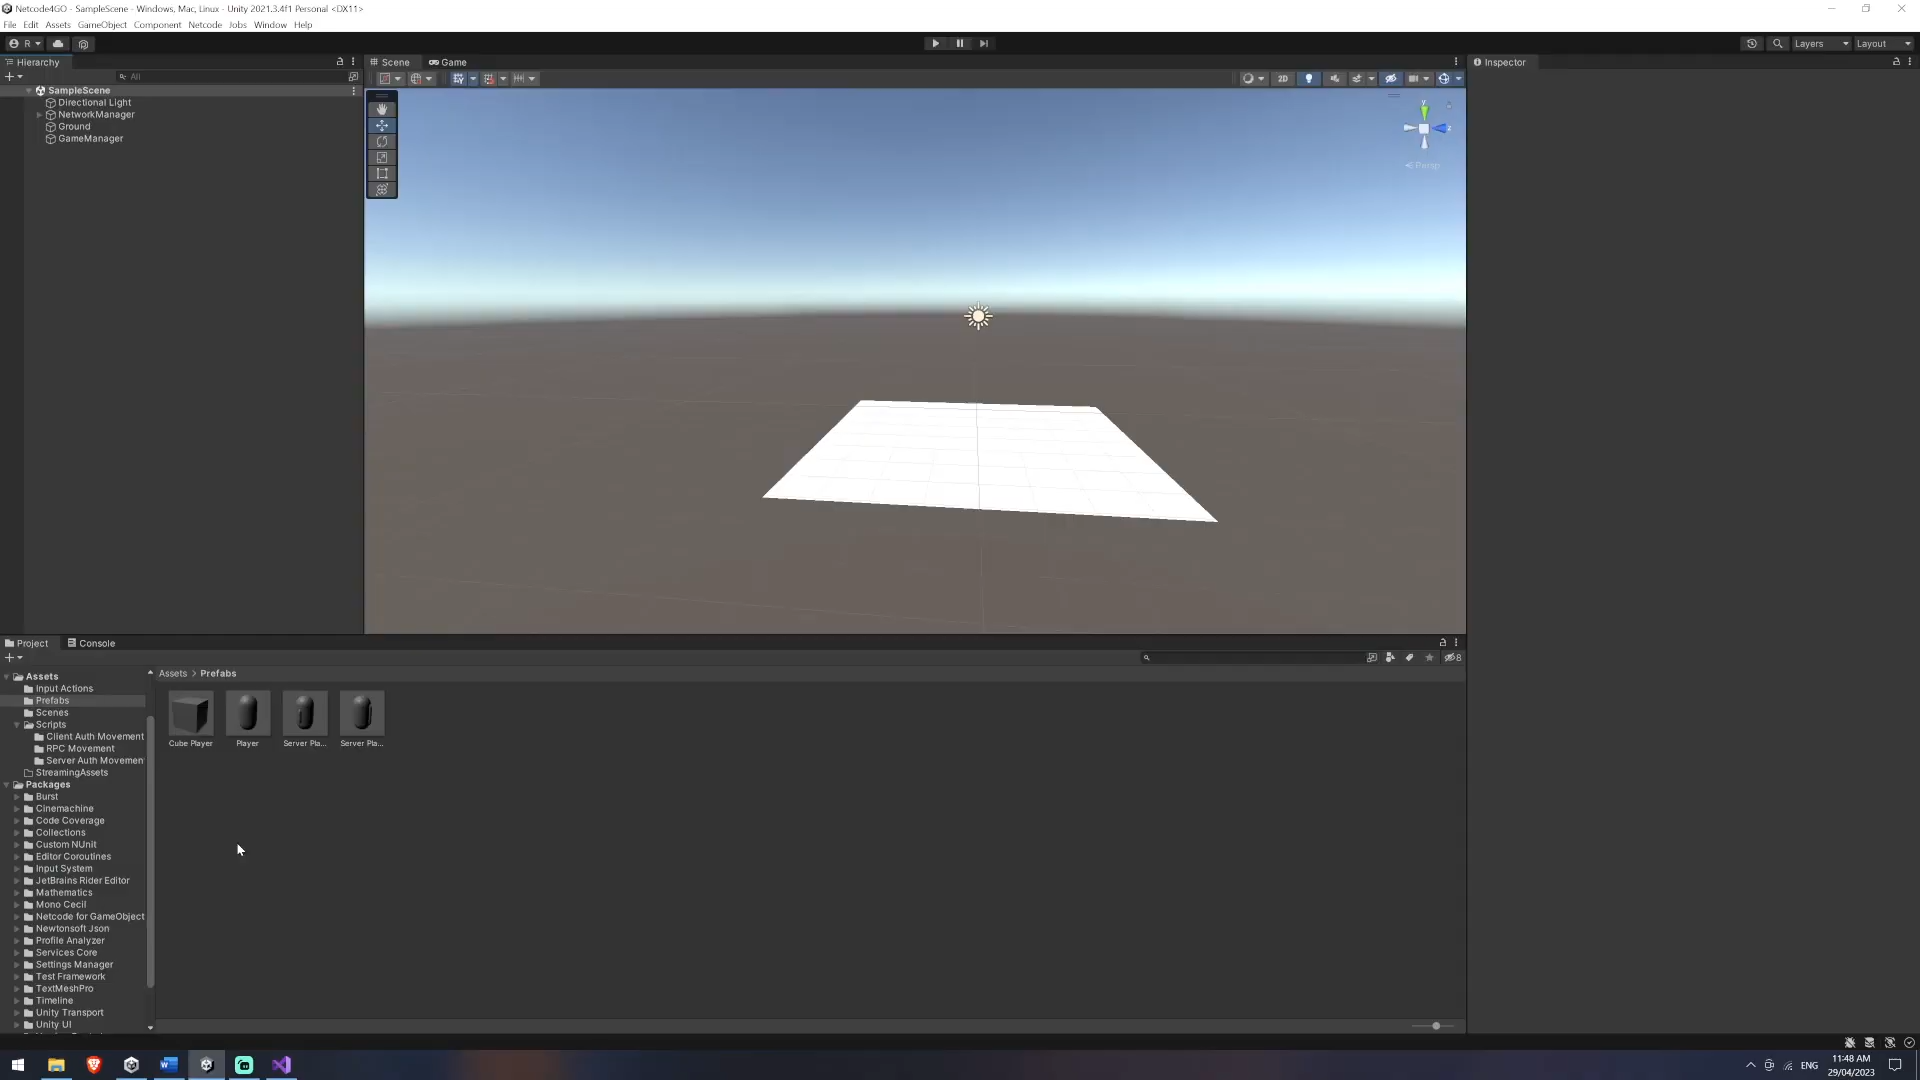 Netcode4GO - SampleScene - Windows, Mac, Linux - Unity 2021.3.4f1 Personal <DX11>
File Edit Assets GameObject Component Netcode Jobs Window Help
R
Layers
Layout
Hierarchy
All
SampleScene
Directional Light
NetworkManager
Ground
GameManager
Scene
Game
2D
y
z
Persp
Inspector
Project
Console
8
Assets
Input Actions
Prefabs
Scenes
Scripts
Client Auth Movement
RPC Movement
Server Auth Movemen
StreamingAssets
Packages
Burst
Cinemachine
Code Coverage
Collections
Custom NUnit
Editor Coroutines
Input System
JetBrains Rider Editor
Mathematics
Mono Cecil
Netcode for GameObject
Newtonsoft Json
Profile Analyzer
Services Core
Settings Manager
Test Framework
TextMeshPro
Timeline
Unity Transport
Unity UI
Assets > Prefabs
Cube Player
Player
Server Pla...
Server Pla...
ENG
11:48 AM
29/04/2023